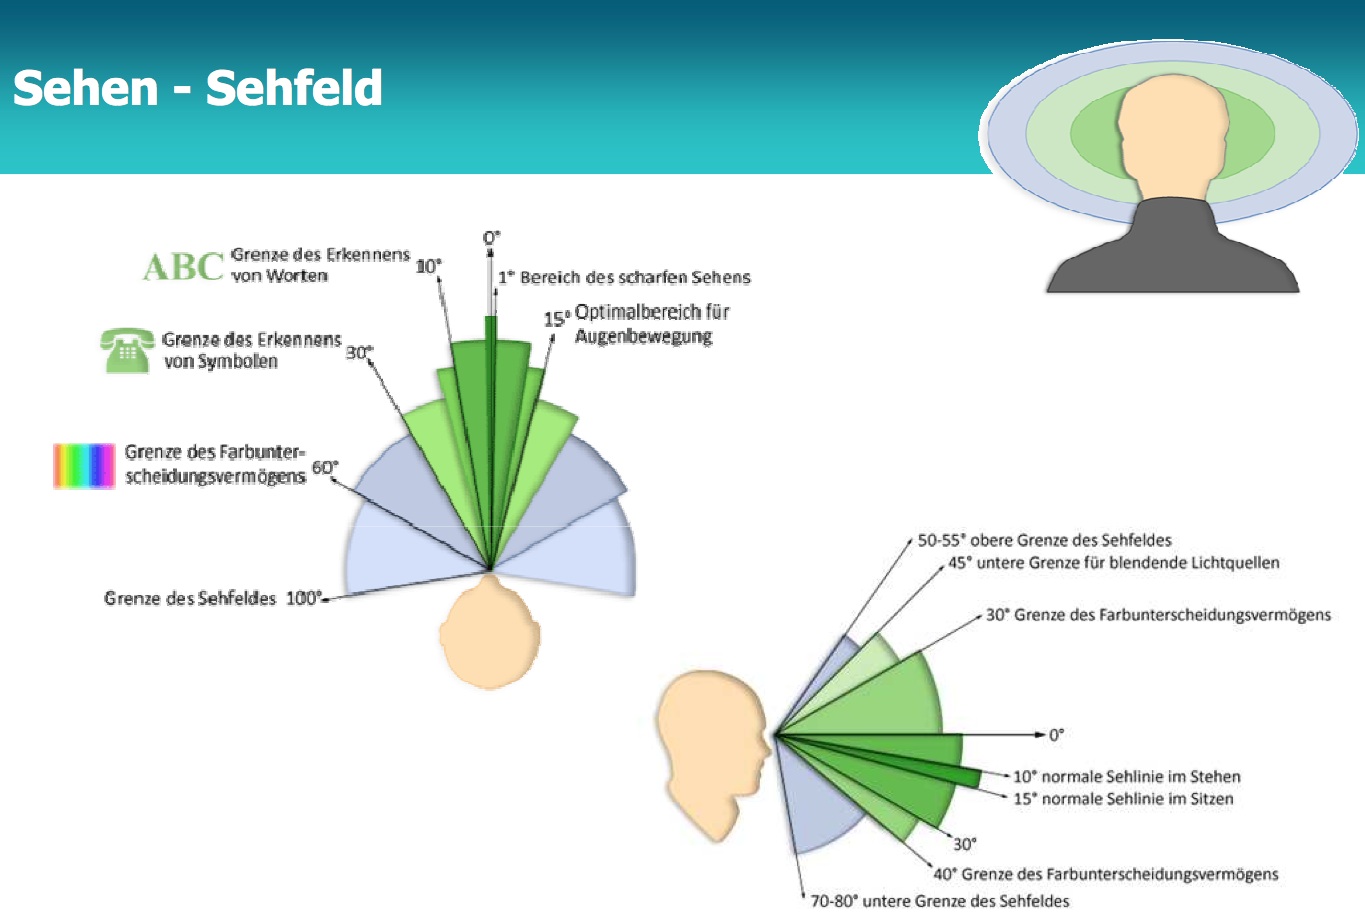 Sehen - Sehfeld
0°
ABC
Grenze des Erkennens
von Worten
10°
1° Bereich des scharfen Sehens
15° Optimalbereich für
Augenbewegung
Grenze des Erkennens
von Symbolen
30°
Grenze des Farbunter-
scheidungsvermögens
60°
Grenze des Sehfeldes 100°
50-55° obere Grenze des Sehfeldes
45° untere Grenze für blendende Lichtquellen
30° Grenze des Farbunterscheidungsvermögens
0°
10° normale Sehlinie im Stehen
15° normale Sehlinie im Sitzen
30°
40° Grenze des Farbunterscheidungsvermögens
70-80° untere Grenze des Sehfeldes